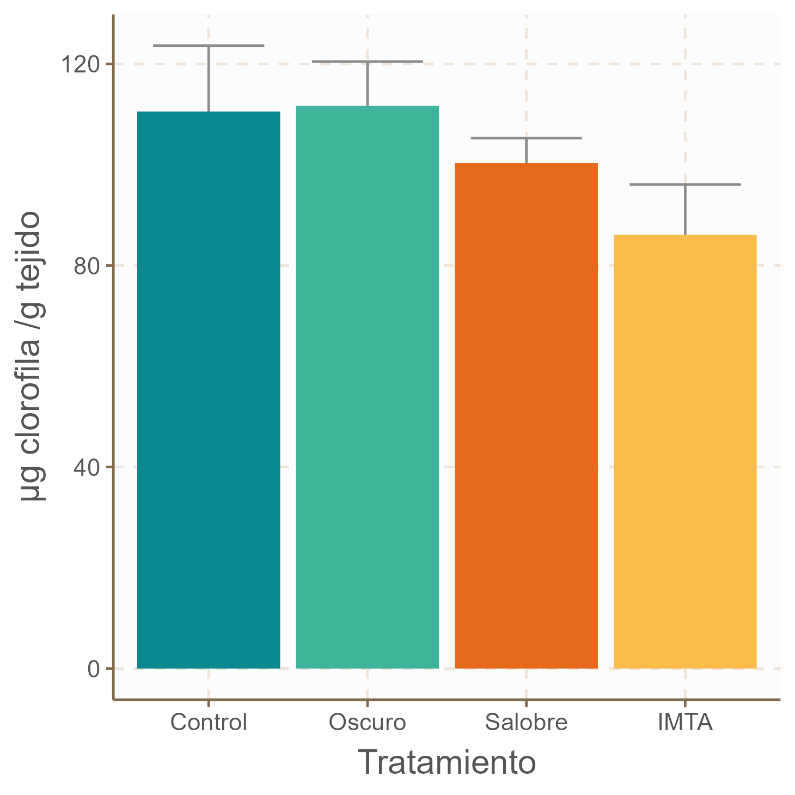 120
80
40
0
µg clorofila /g tejido
Control Oscuro Salobre IMTA
Tratamiento